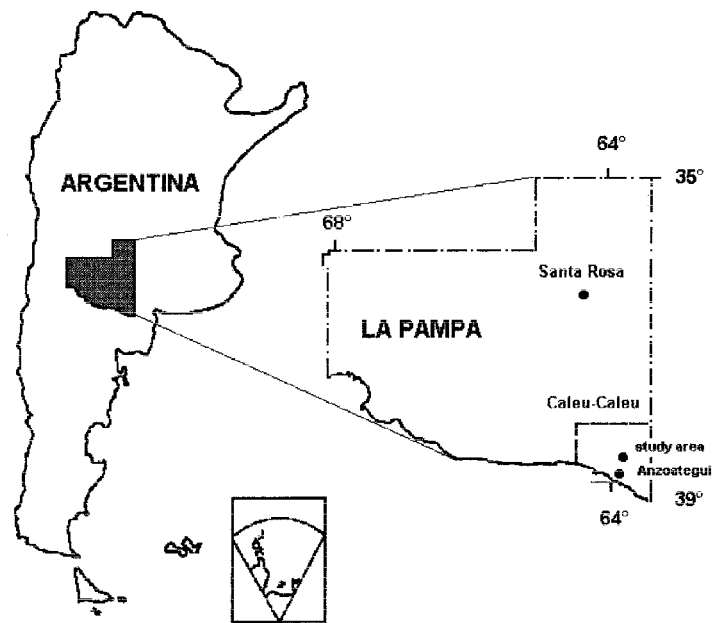 64°
ARGENTINA
35°
68°
Santa Rosa
LA PAMPA
Caleu-Caleu
study area
Anzoategui
64°
39°